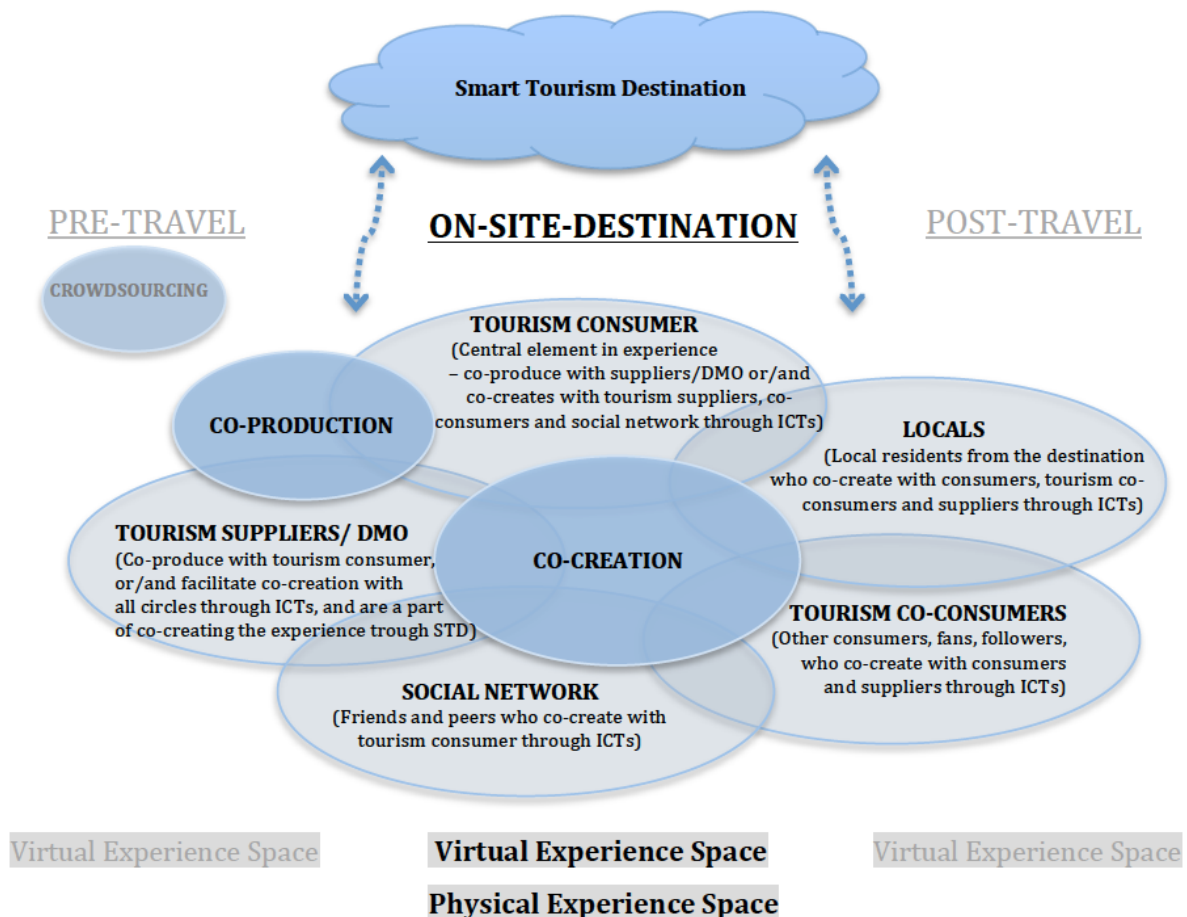 Smart Tourism Destination
PRE-TRAVEL
ON-SITE-DESTINATION
POST-TRAVEL
CROWDSOURCING
TOURISM CONSUMER
(Central element in experience
– co-produce with suppliers/DMO or/and
co-creates with tourism suppliers, co-
consumers and social network through ICTs)
CO-PRODUCTION
LOCALS
(Local residents from the destination
who co-create with consumers, tourism co-
consumers and suppliers through ICTs)
TOURISM SUPPLIERS/ DMO
(Co-produce with tourism consumer,
or/and facilitate co-creation with
all circles through ICTs, and are a part
of co-creating the experience trough STD)
CO-CREATION
TOURISM CO-CONSUMERS
(Other consumers, fans, followers,
who co-create with consumers
and suppliers through ICTs)
SOCIAL NETWORK
(Friends and peers who co-create with
tourism consumer through ICTs)
Virtual Experience Space
Virtual Experience Space
Virtual Experience Space
Physical Experience Space